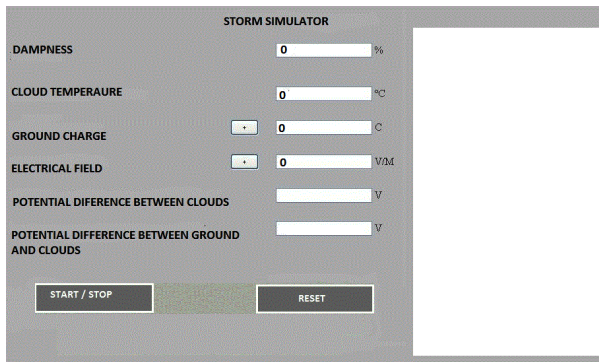 STORM SIMULATOR
DAMPNESS 0 %
CLOUD TEMPERAURE 0 ºC
GROUND CHARGE + 0 C
ELECTRICAL FIELD + 0 V/M
POTENTIAL DIFERENCE BETWEEN CLOUDS V
POTENTIAL DIFFERENCE BETWEEN GROUND V
AND CLOUDS
START / STOP RESET